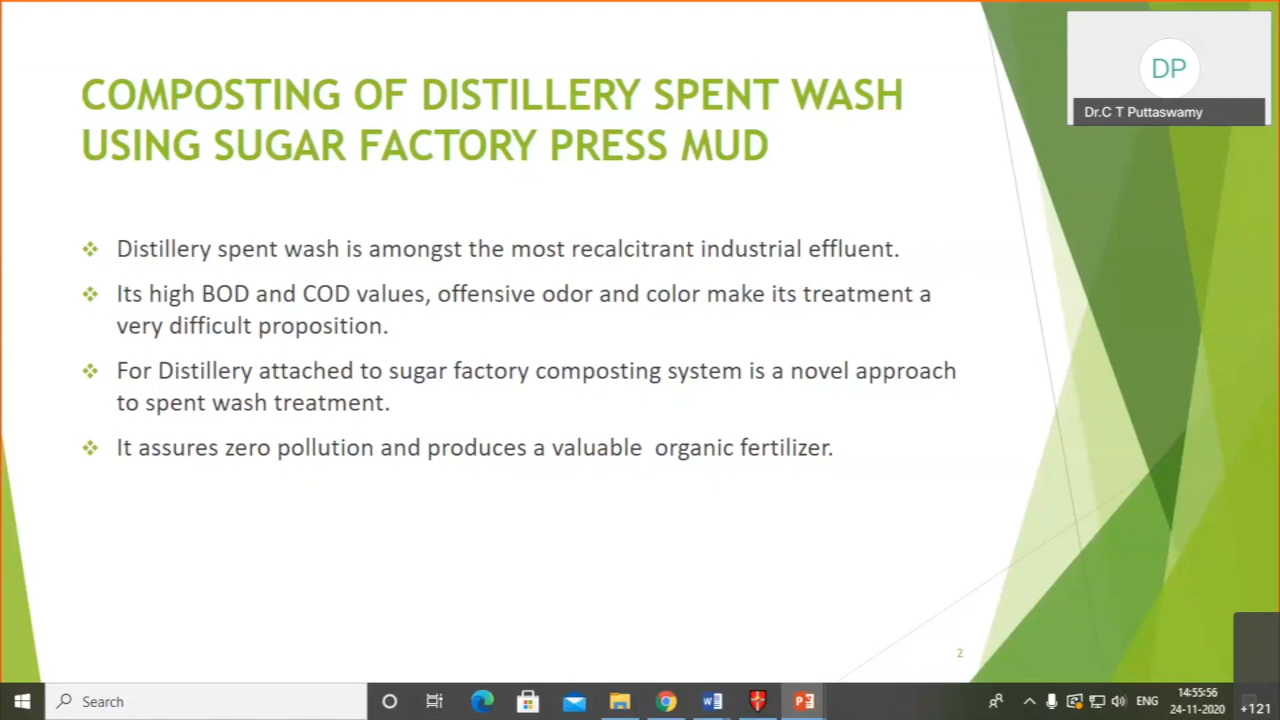 COMPOSTING OF DISTILLERY SPENT WASH
USING SUGAR FACTORY PRESS MUD
DP
Dr.C T Puttaswamy
Distillery spent wash is amongst the most recalcitrant industrial effluent.
Its high BOD and COD values, offensive odor and color make its treatment a
very difficult proposition.
For Distillery attached to sugar factory composting system is a novel approach
to spent wash treatment.
It assures zero pollution and produces a valuable organic fertilizer.
2
Search
ENG
14:55:56
24-11-2020
+121